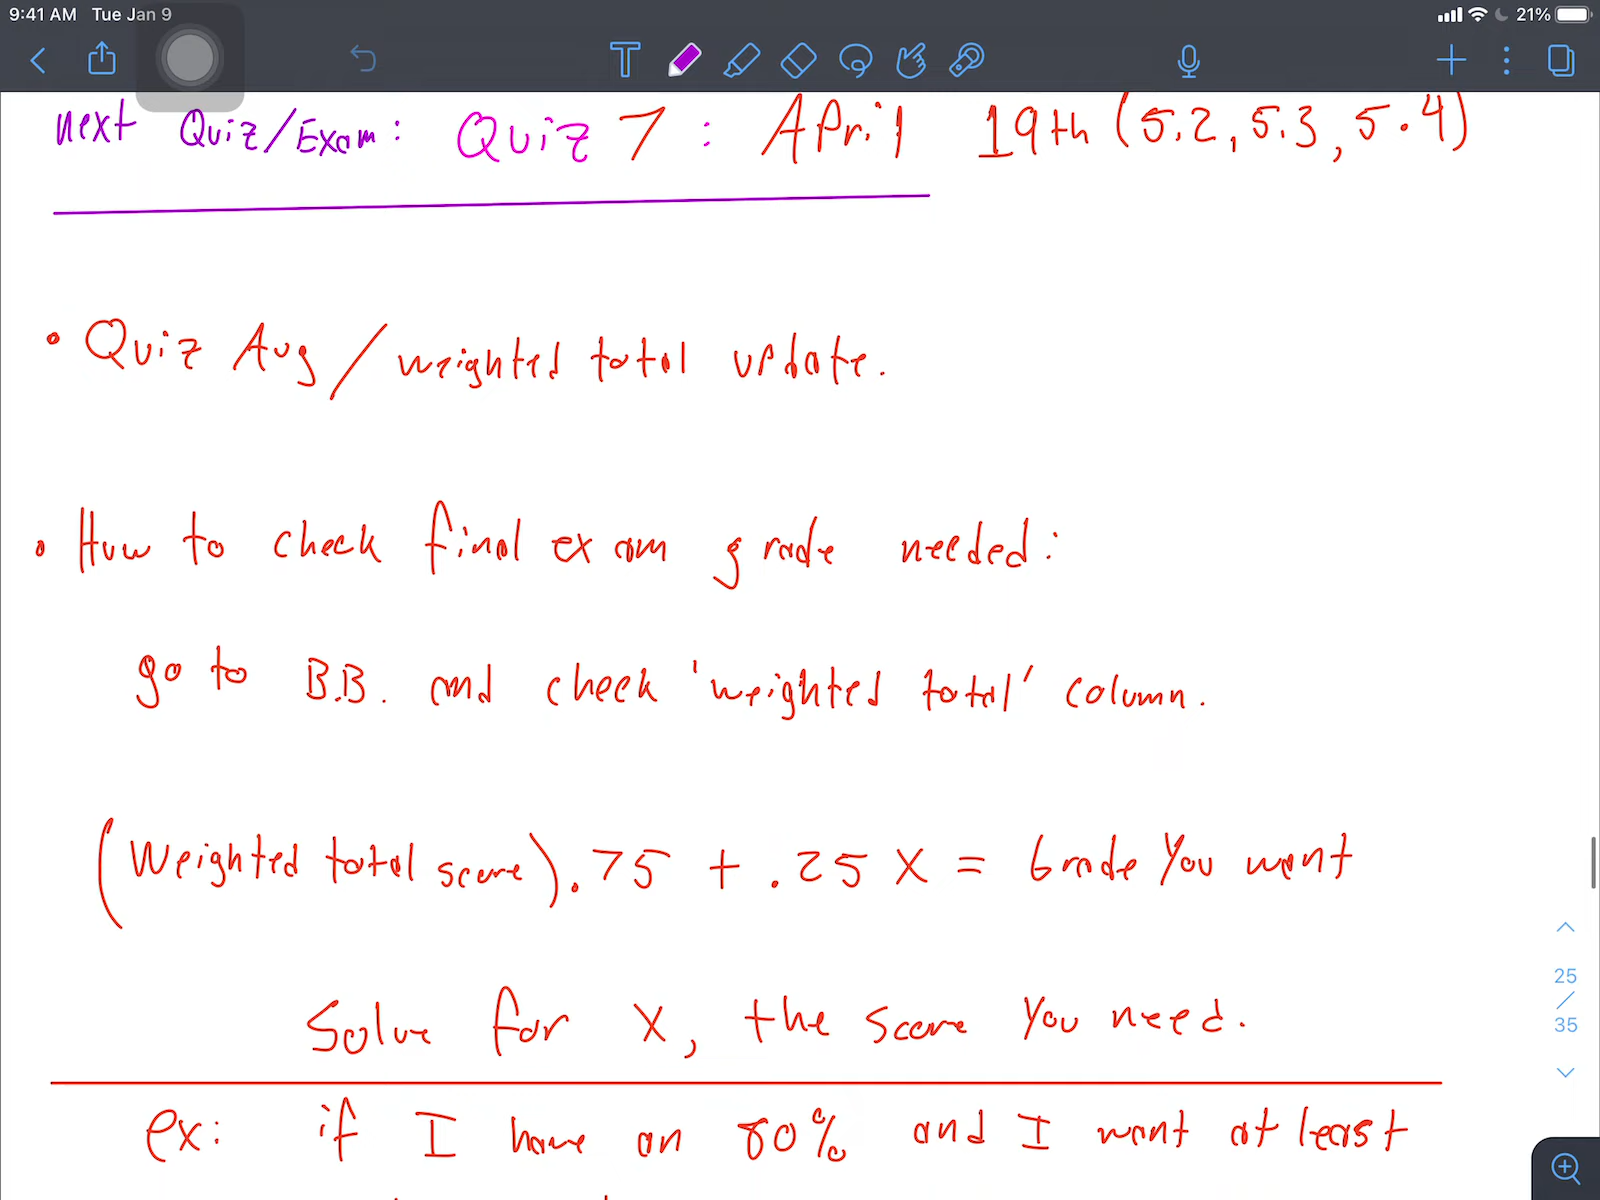 9:41 AM Tue Jan 9 21%
next Quiz/Exam: Quiz 7: April 19th (5.2, 5.3, 5.4)
• Quiz Avg/weighted total update.
• How to check final exam grade needed:
go to B.B. and check 'weighted total' column.
(Weighted total score).75 + .25 X = Grade You want
25
/
35
Solve for X, the score You need.
ex: if I have an 80% and I want at least